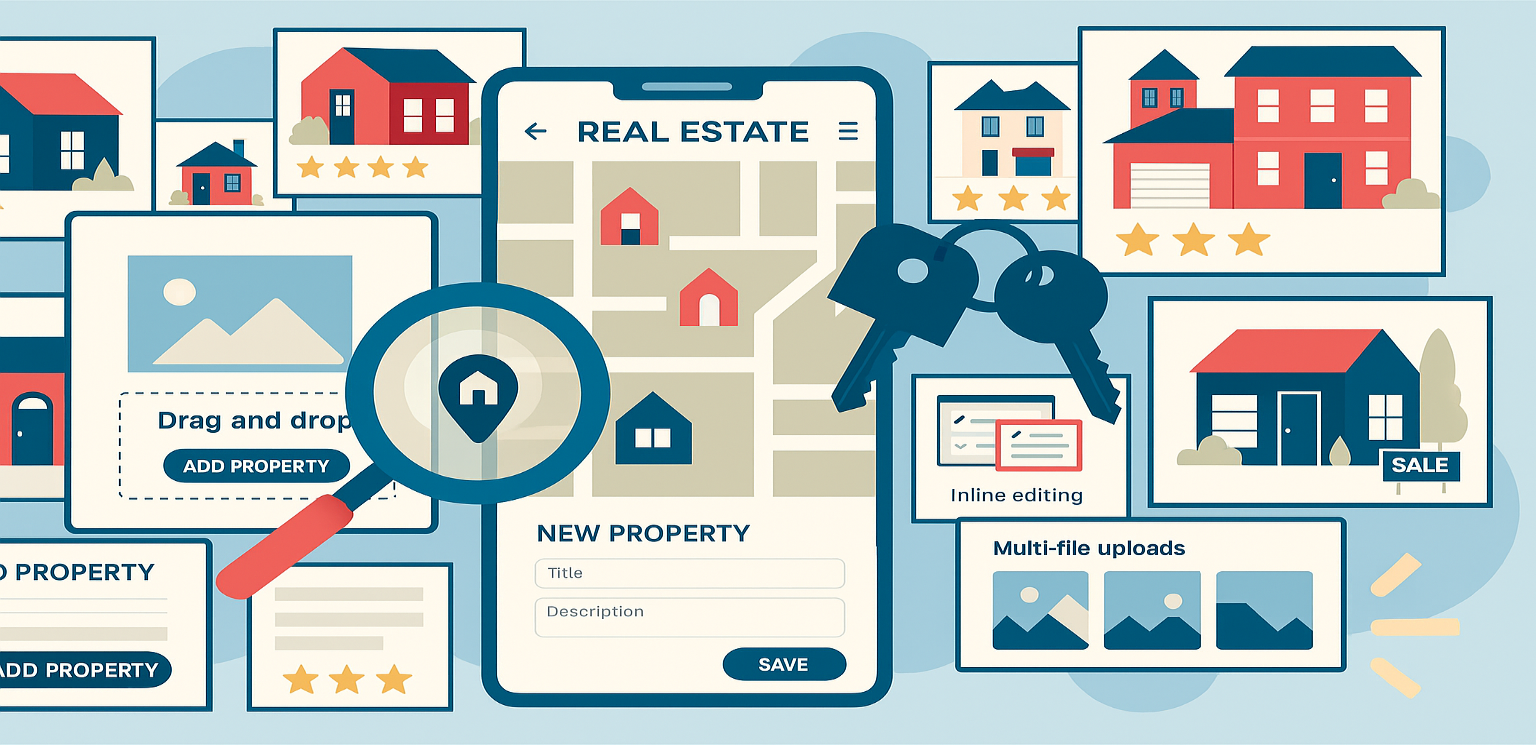 REAL ESTATE
Drag and drop
ADD PROPERTY
D PROPERTY
ADD PROPERTY
NEW PROPERTY
Title
Description
SAVE
Inline editing
SALE
Multi-file uploads